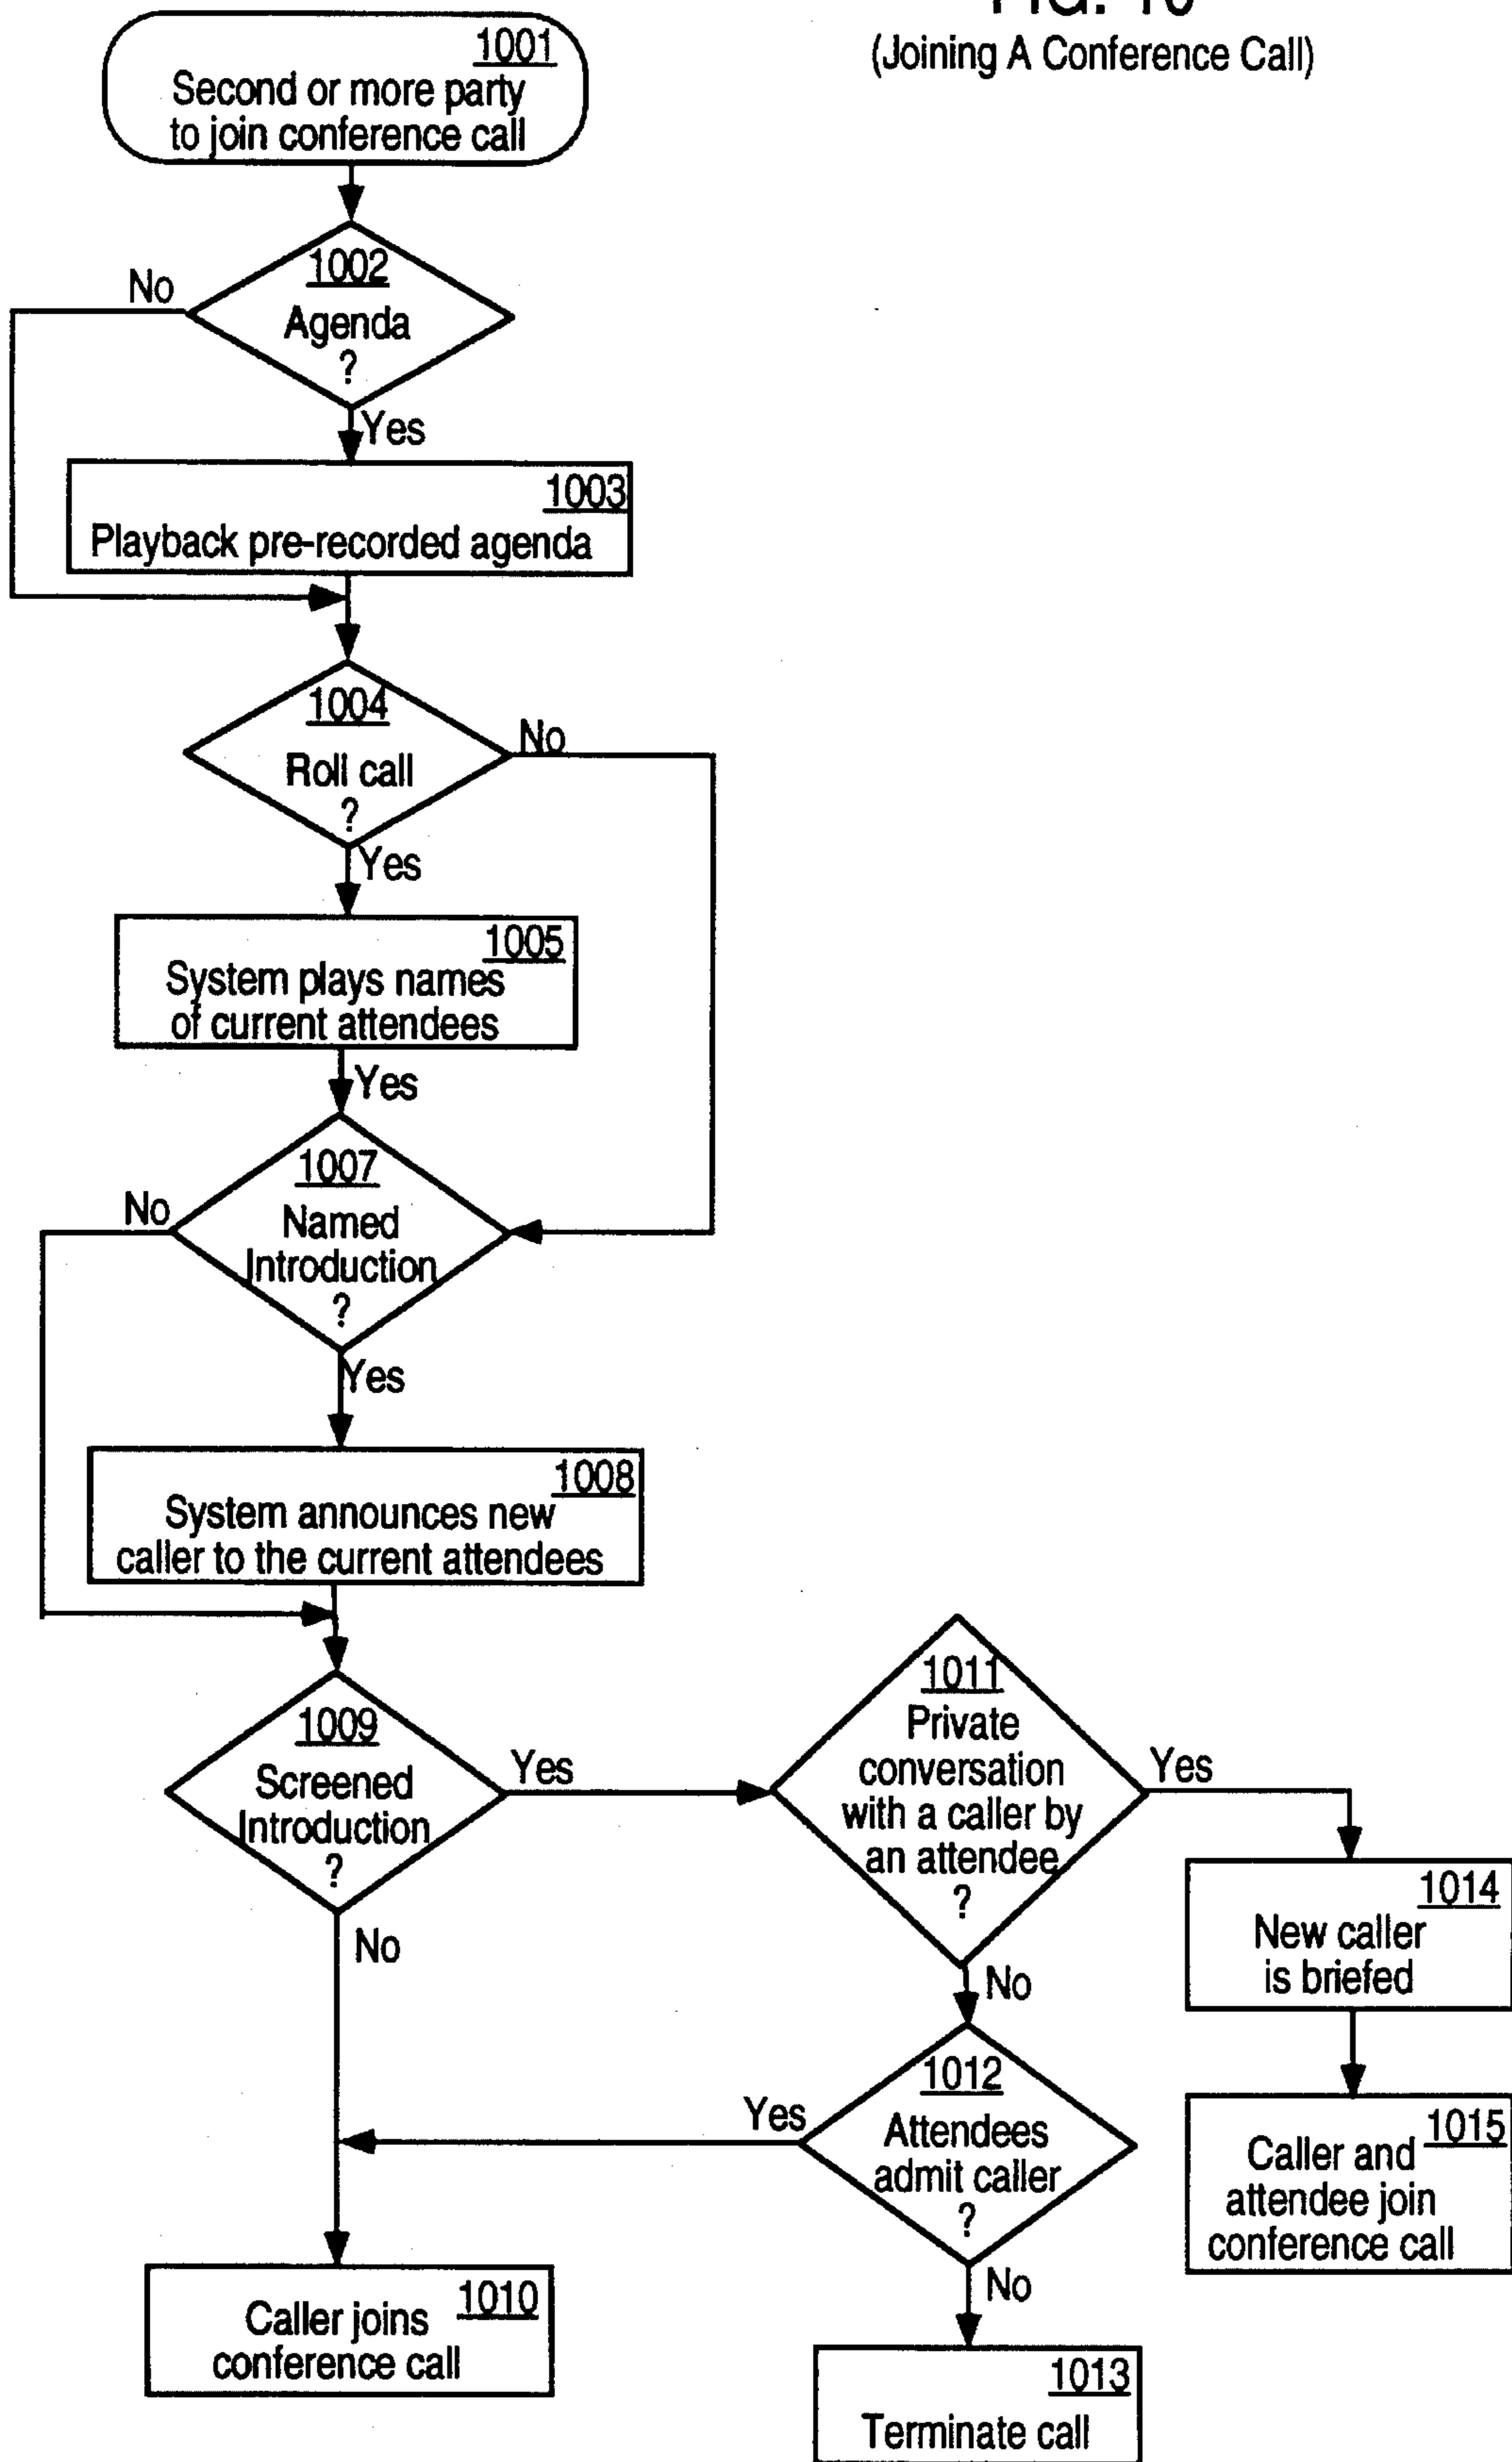 FIG. 10
(Joining A Conference Call)
1001
Second or more party
to join conference call
1002
Agenda
?
No
Yes
1003
Playback pre-recorded agenda
1004
Roll call
?
No
Yes
1005
System plays names
of current attendees
Yes
1007
Named
Introduction
?
No
Yes
1008
System announces new
caller to the current attendees
1009
Screened
Introduction
?
Yes
No
1011
Private
conversation
with a caller by
an attendee
?
Yes
No
1014
New caller
is briefed
1012
Attendees
admit caller
?
Yes
No
1015
Caller and
attendee join
conference call
1010
Caller joins
conference call
1013
Terminate call